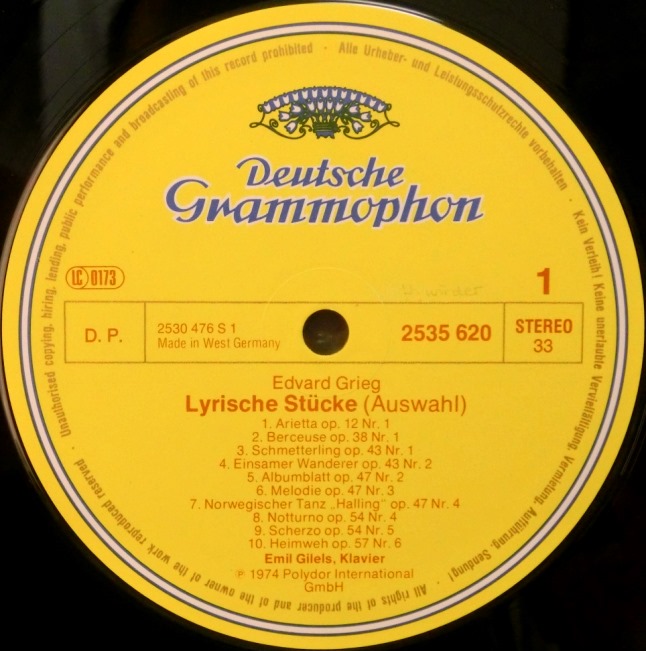 Unauthorised copying, hiring, lending, public performance and broadcasting of this record prohibited · Alle Urheber- und Leistungsschutzrechte vorbehalten · Kein Verleih! Keine unerlaubte Vervielfältigung, Vermietung, Aufführung, Sendung! · All rights of the producer and of the owner of the work reproduced reserved ·
Deutsche
Grammophon
LC 0173
1
D. P.
2530 476 S 1
Made in West Germany
2535 620
STEREO
33
Edvard Grieg
Lyrische Stücke (Auswahl)
1. Arietta op. 12 Nr. 1
2. Berceuse op. 38 Nr. 1
3. Schmetterling op. 43 Nr. 1
4. Einsamer Wanderer op. 43 Nr. 2
5. Albumblatt op. 47 Nr. 2
6. Melodie op. 47 Nr. 3
7. Norwegischer Tanz „Halling" op. 47 Nr. 4
8. Notturno op. 54 Nr. 4
9. Scherzo op. 54 Nr. 5
10. Heimweh op. 57 Nr. 6
Emil Gilels, Klavier
℗ 1974 Polydor International
GmbH